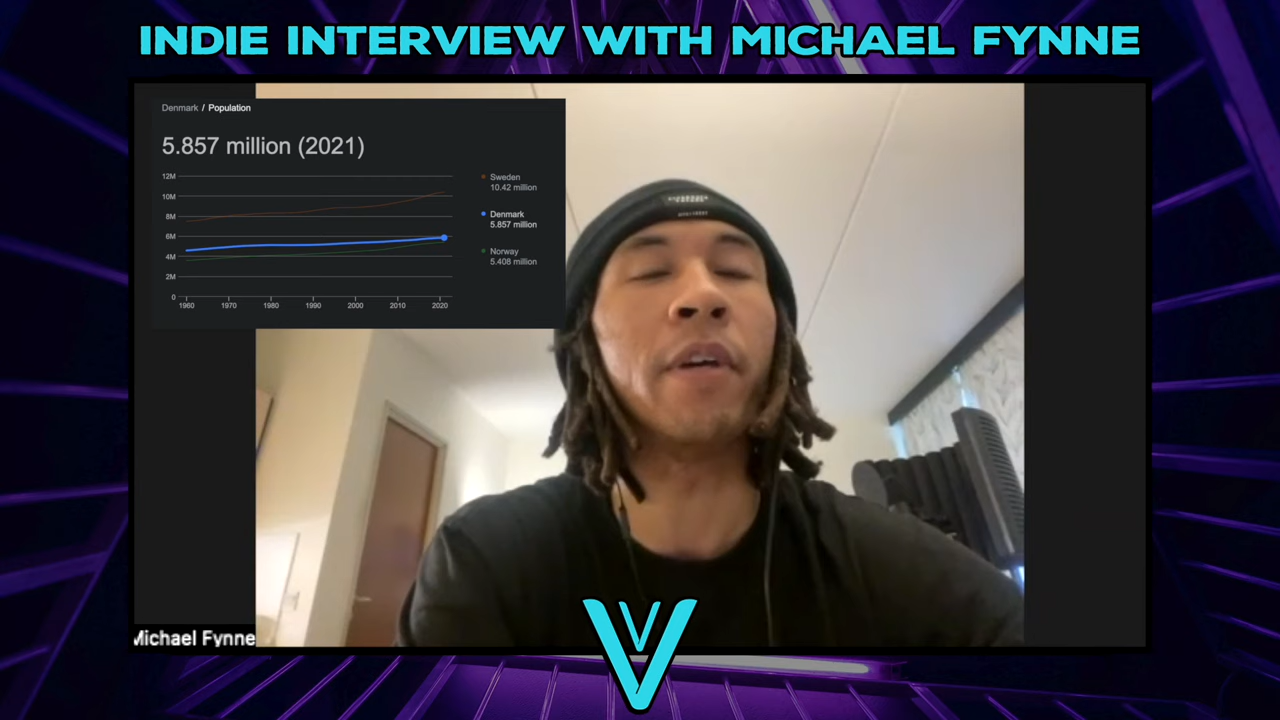 INDIE INTERVIEW WITH MICHAEL FYNNE
Denmark / Population
5.857 million (2021)
12M
10M
8M
6M
4M
2M
0
1960 1970 1980 1990 2000 2010 2020
Sweden
10.42 million
Denmark
5.857 million
Norway
5.408 million
Michael Fynne